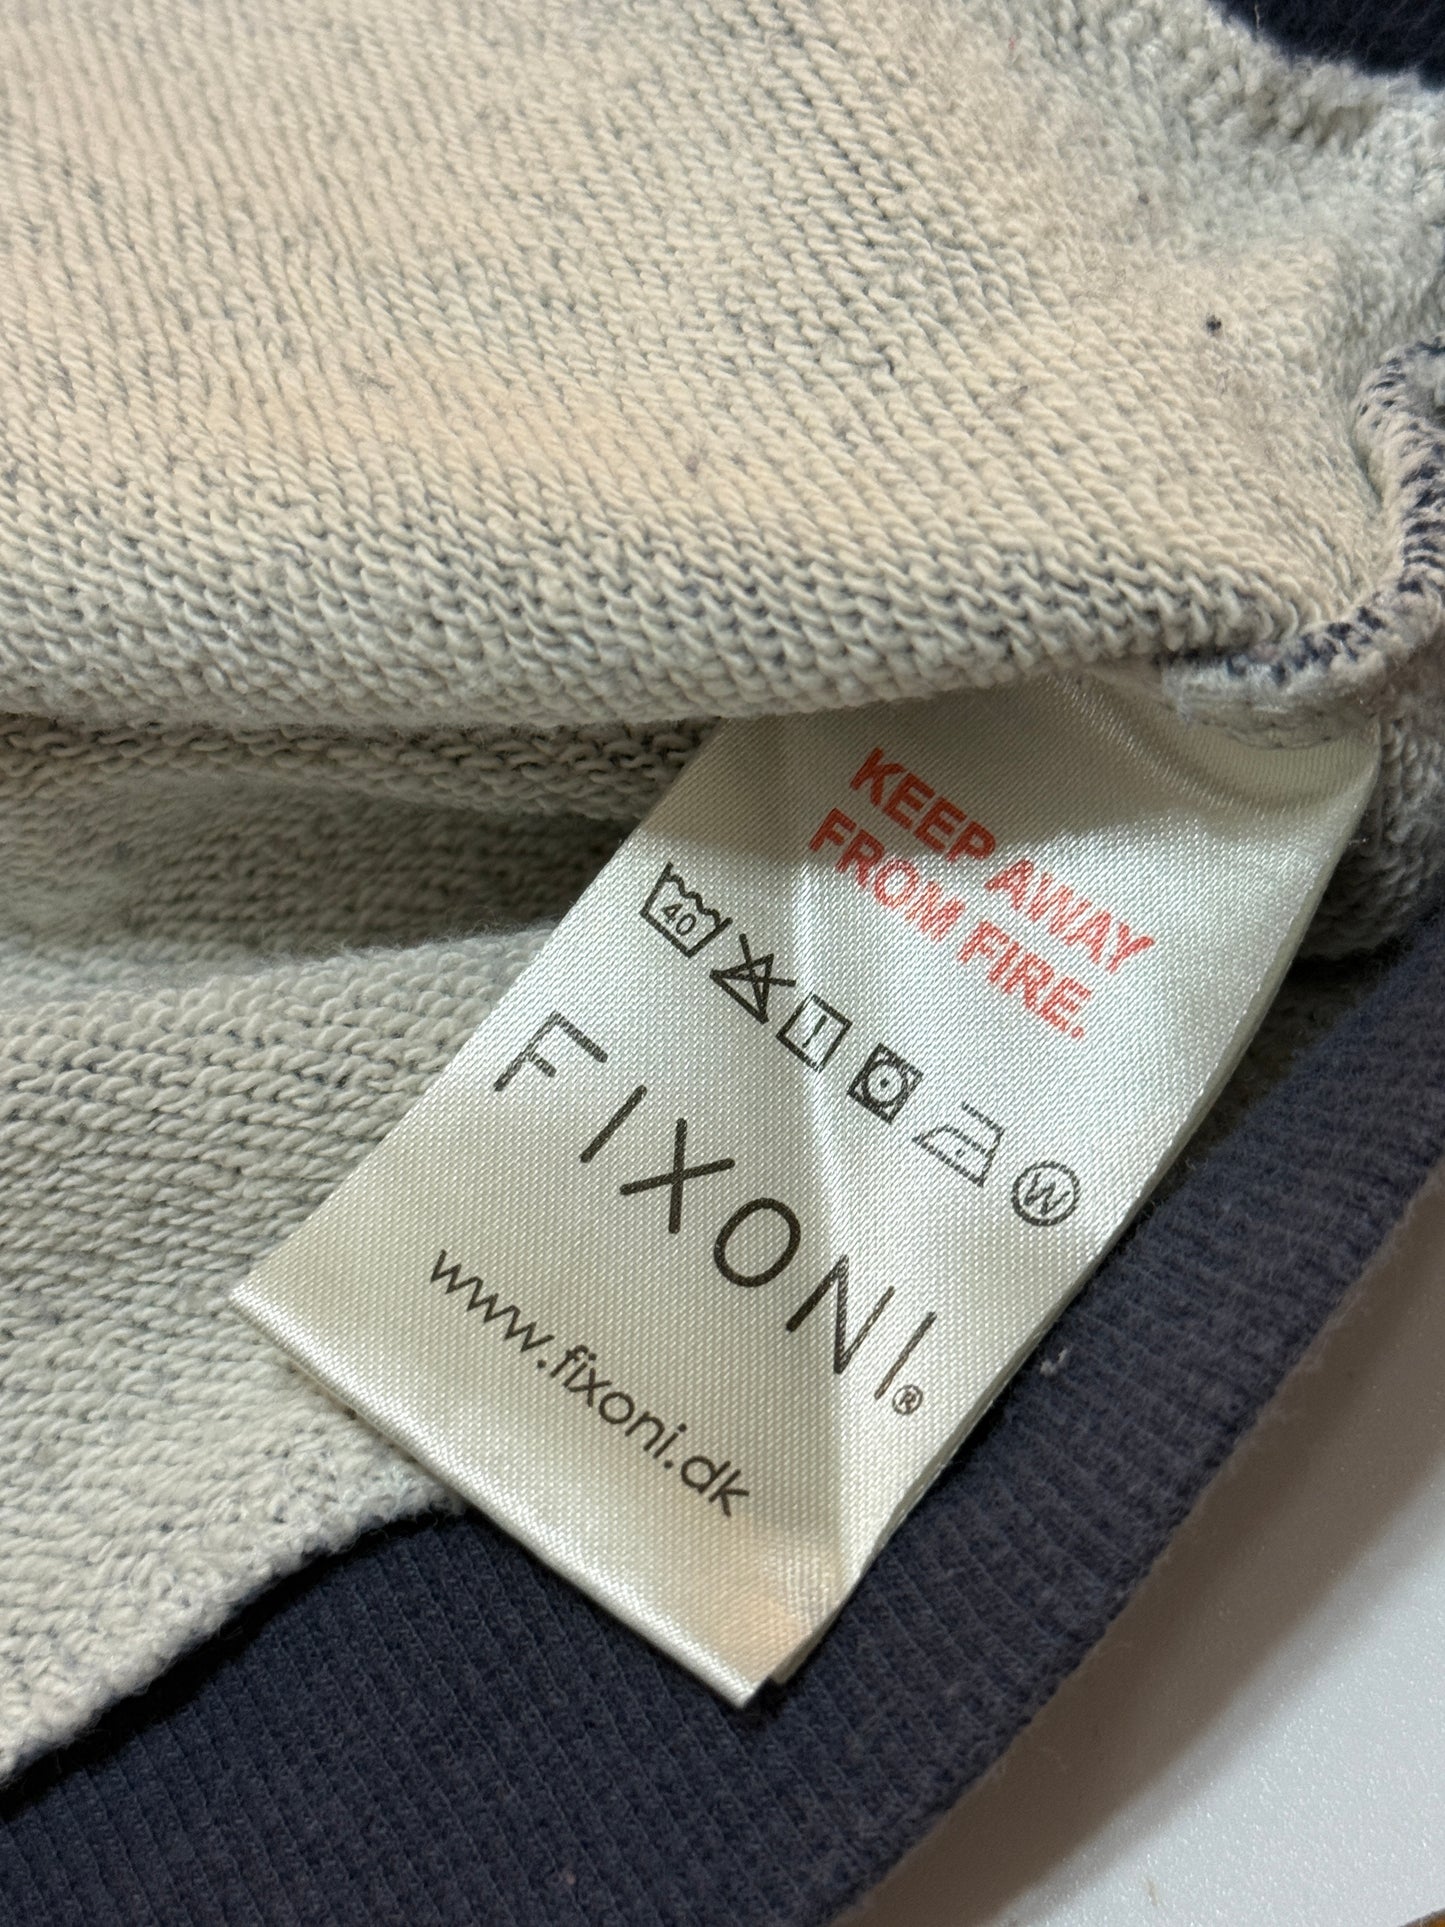 KEEP AWAY
FROM FIRE.
40
W
FIXONI®
www.fixoni.dk